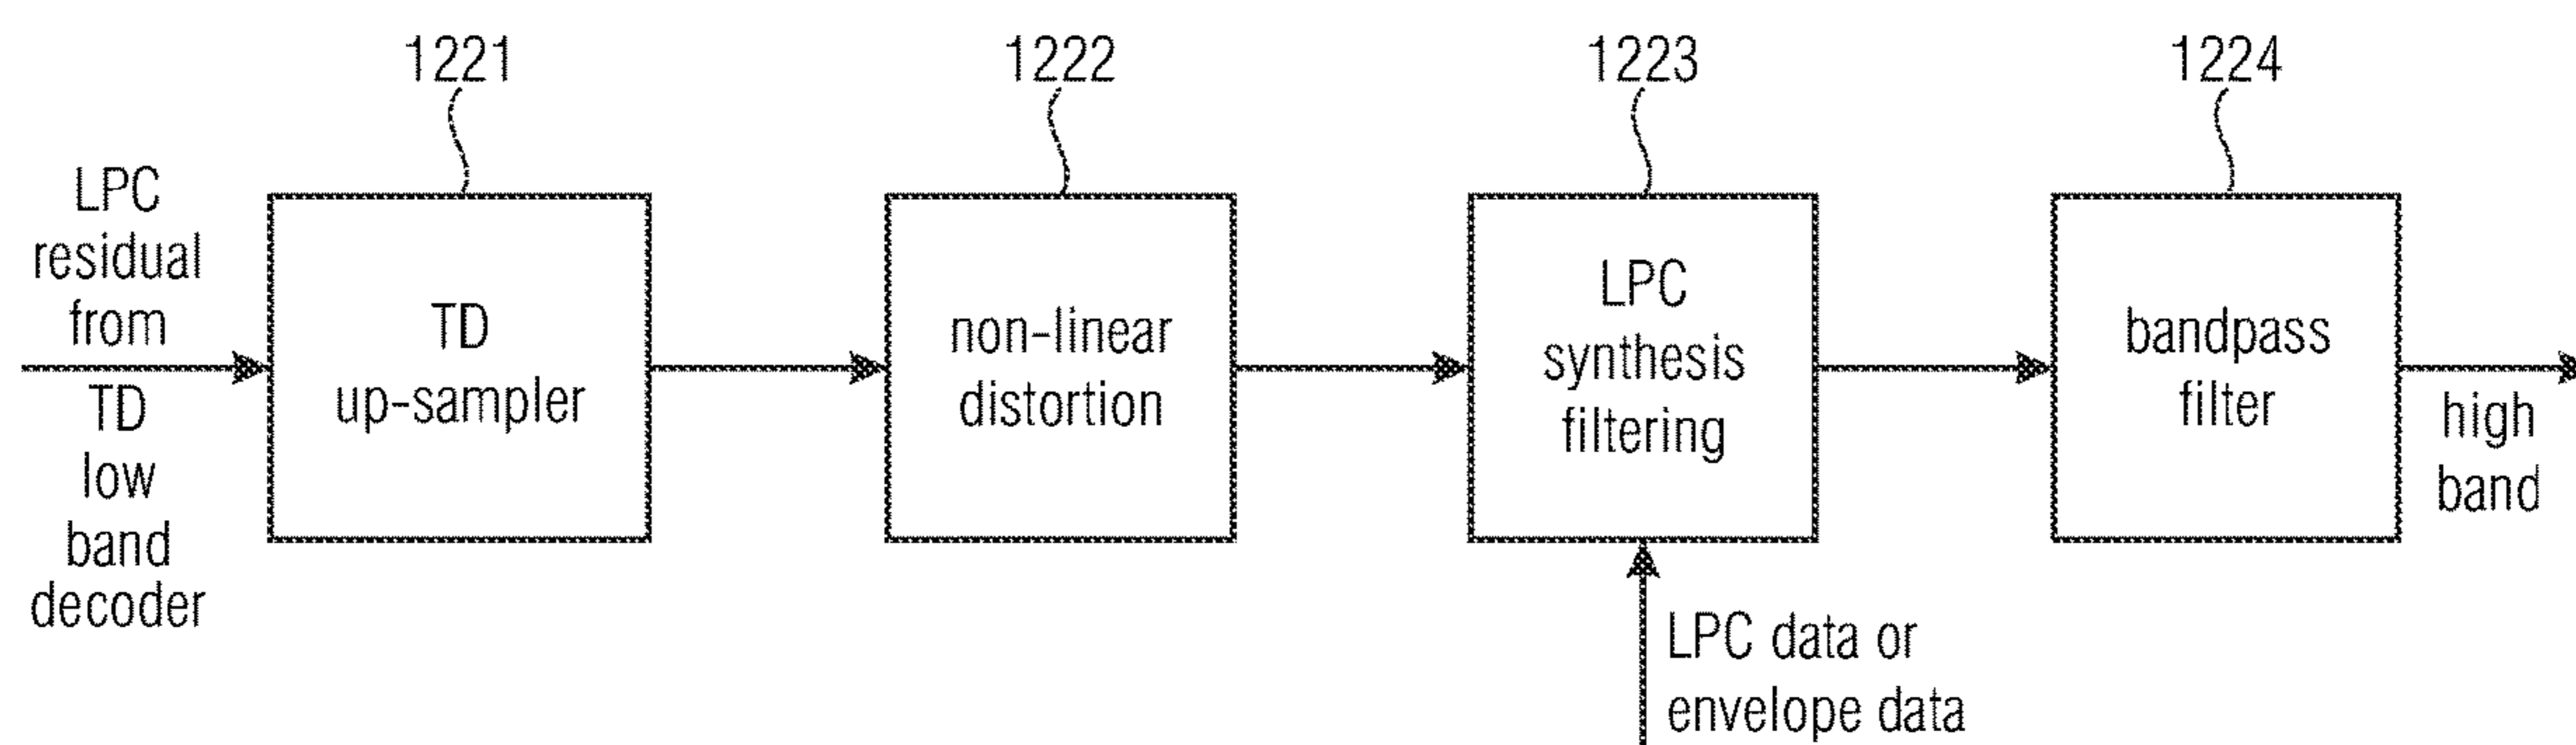 1221
1222
1223
1224
LPC
residual
from
TD
low
band
decoder
TD
up-sampler
non-linear
distortion
LPC
synthesis
filtering
LPC data or
envelope data
bandpass
filter
high
band